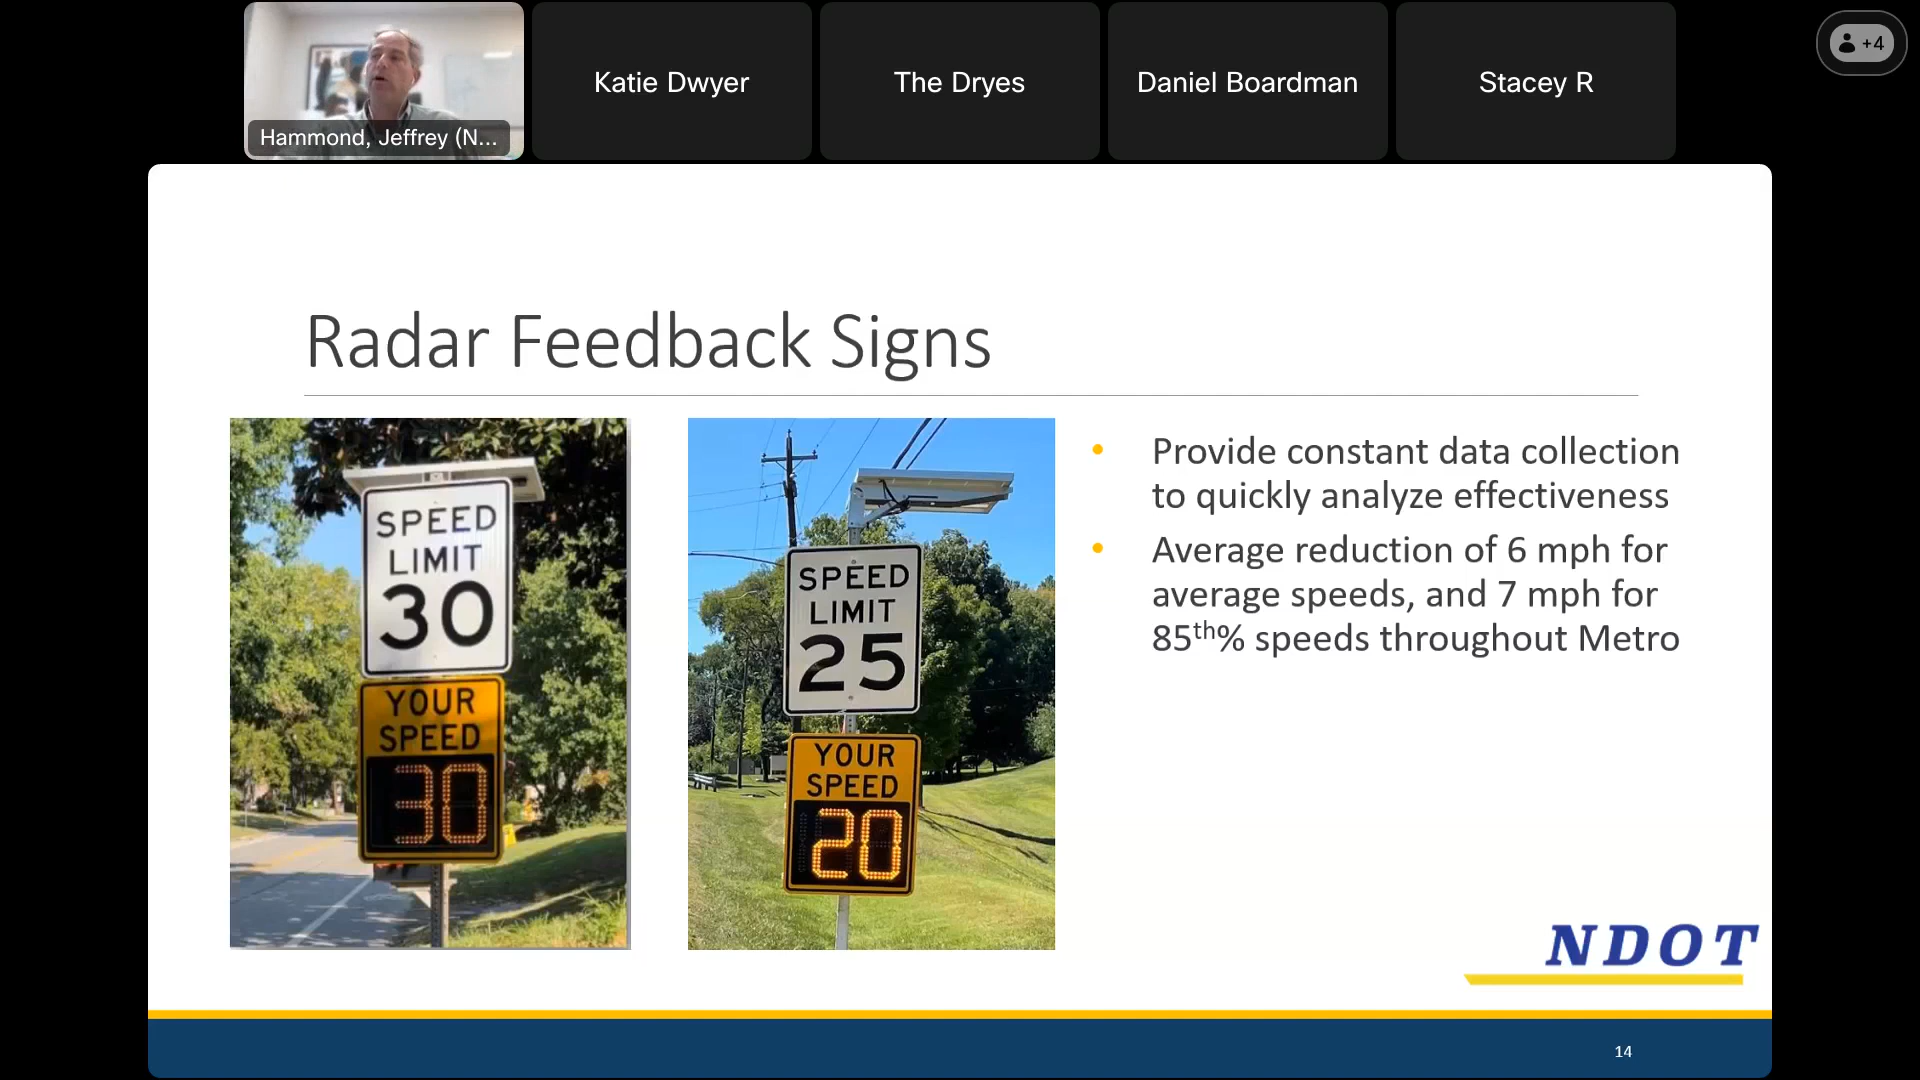 Hammond, Jeffrey (N...
Katie Dwyer
The Dryes
Daniel Boardman
Stacey R
+4
Radar Feedback Signs
SPEED
LIMIT
30
YOUR
SPEED
30
SPEED
LIMIT
25
YOUR
SPEED
20
• Provide constant data collection
to quickly analyze effectiveness
• Average reduction of 6 mph for
average speeds, and 7 mph for
85th% speeds throughout Metro
NDOT
14